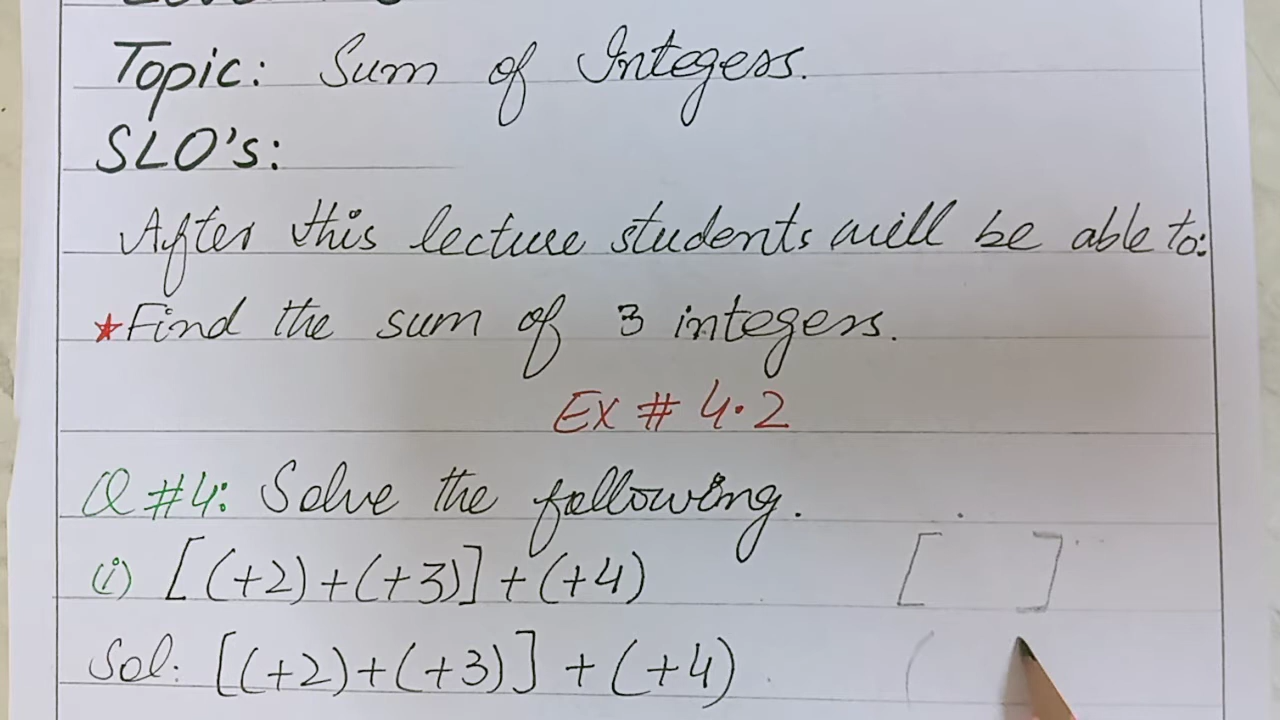 Topic: Sum of Integers.
SLO's:
After this lecture students will be able to:
*Find the sum of 3 integers.
Ex # 4.2
Q #4: Solve the following.
(i) [(+2)+(+3)]+(+4) [ ]
Sol: [(+2)+(+3)] + (+4) (